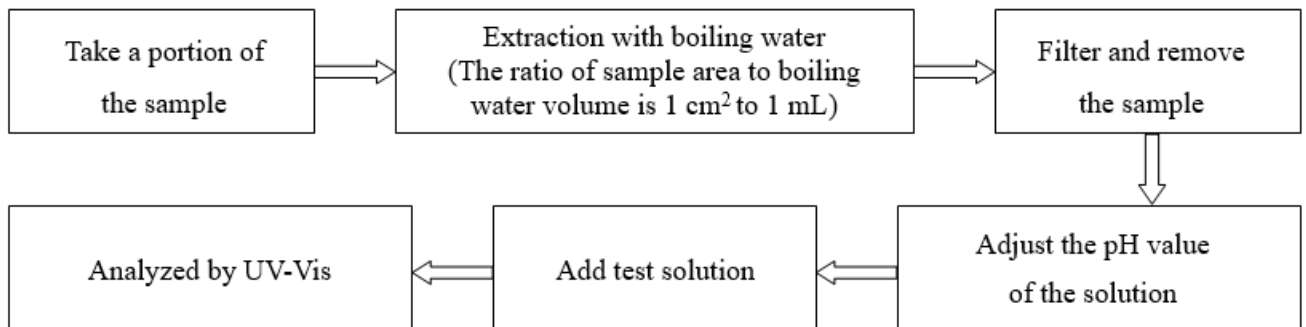 Take a portion of
the sample
Extraction with boiling water
(The ratio of sample area to boiling
water volume is 1 cm² to 1 mL)
Filter and remove
the sample
Adjust the pH value
of the solution
Add test solution
Analyzed by UV-Vis